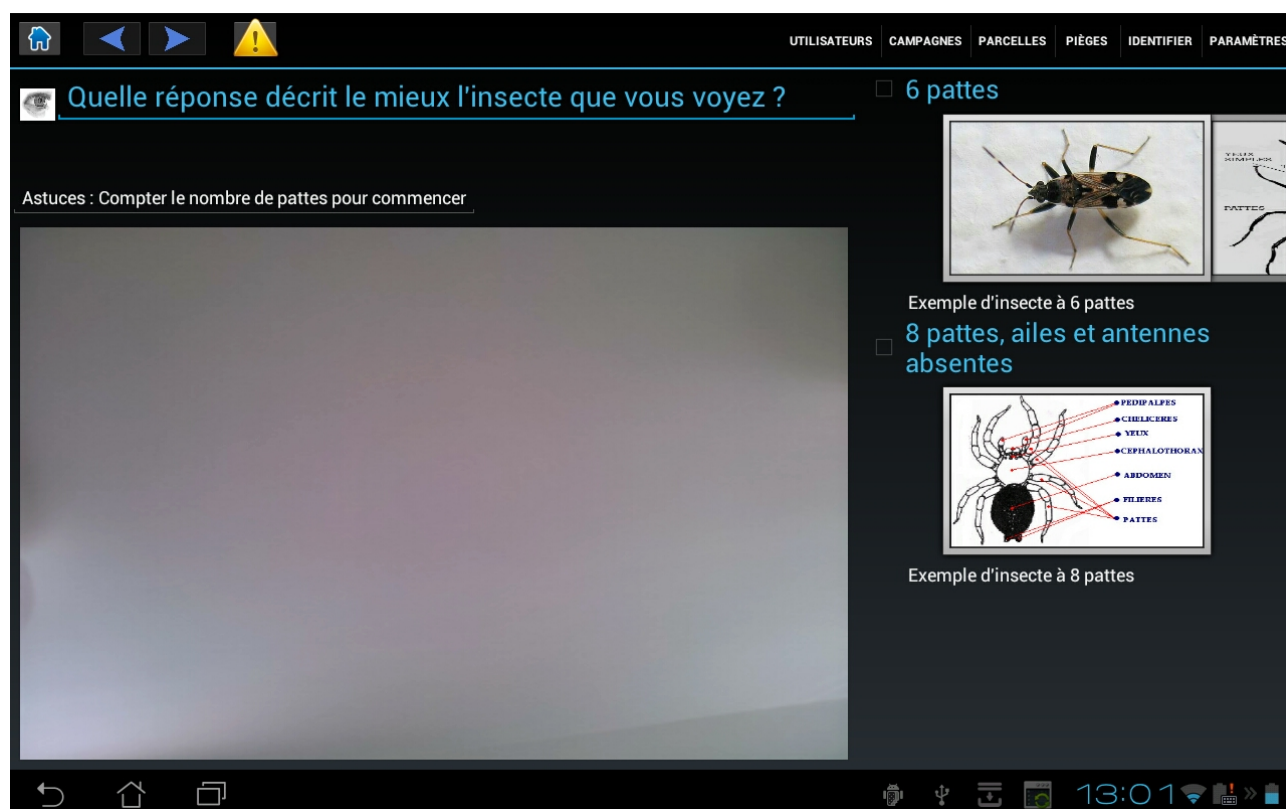 UTILISATEURS CAMPAGNES PARCELLES PIÈGES IDENTIFIER PARAMÈTRES
Quelle réponse décrit le mieux l'insecte que vous voyez ?
Astuces : Compter le nombre de pattes pour commencer
6 pattes
YEUX
SIMPLES
PATTES
Exemple d'insecte à 6 pattes
8 pattes, ailes et antennes
absentes
PEDIPALPES
CHELICERES
YEUX
CEPHALOTHORAX
ABDOMEN
FILIERES
PATTES
Exemple d'insecte à 8 pattes
13:01